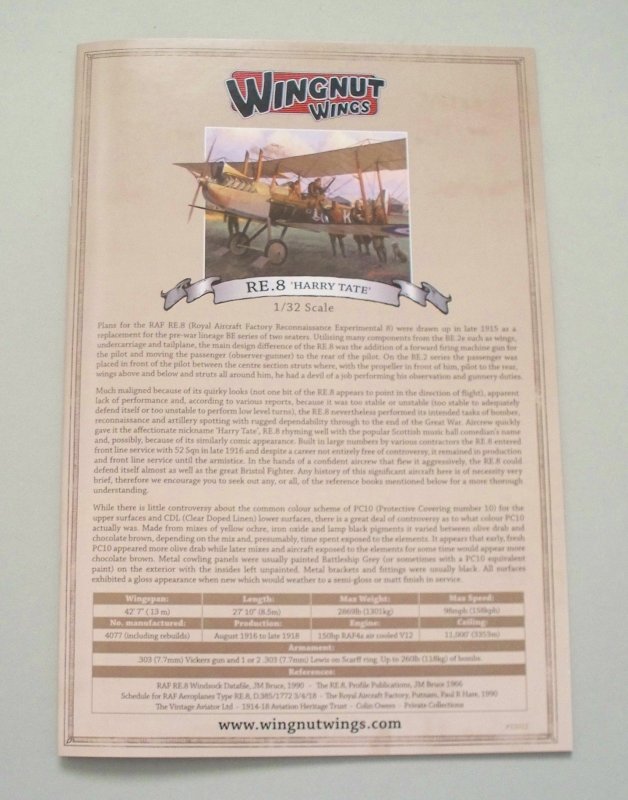 WINGNUT
WINGS
RE.8 'HARRY TATE'
1/32 Scale
Plans for the RAF RE.8 (Royal Aircraft Factory Reconnaissance Experimental 8) were drawn up in late 1915 as a
replacement for the pre-war lineage BE series of two seaters. Utilising many components from the BE 2e such as wings,
undercarriage and tailplane, the main design difference of the RE.8 was the addition of a forward firing machine gun for
the pilot and moving the passenger (observer-gunner) to the rear of the pilot. On the BE.2 series the passenger was
placed in front of the pilot between the centre section struts where, with the propeller in front of him, pilot to the rear,
wings above and below and struts all around him, he had a devil of a job performing his observation and gunnery duties.
Much maligned because of its quirky looks (not one bit of the RE.8 appears to point in the direction of flight), apparent
lack of performance and, according to various reports, because it was too stable or unstable (too stable to adequately
defend itself or too unstable to perform low level turns), the RE.8 nevertheless performed its intended tasks of bomber,
reconnaissance and artillery spotting with rugged dependability through to the end of the Great War. Aircrew quickly
gave it the affectionate nickname 'Harry Tate', RE.8 rhyming well with the popular Scottish music hall comedian's name
and, possibly, because of its similarly comic appearance. Built in large numbers by various contractors the RE.8 entered
front line service with 52 Sqn in late 1916 and despite a career not entirely free of controversy, it remained in production
and front line service until the armistice. In the hands of a confident aircrew that flew it aggressively, the RE.8 could
defend itself almost as well as the great Bristol Fighter. Any history of this significant aircraft here is of necessity very
brief, therefore we encourage you to seek out any, or all, of the reference books mentioned below for a more thorough
understanding.
While there is little controversy about the common colour scheme of PC10 (Protective Covering number 10) for the
upper surfaces and CDL (Clear Doped Linen) lower surfaces, there is a great deal of controversy as to what colour PC10
actually was. Made from mixes of yellow ochre, iron oxide and lamp black pigments it varied between olive drab and
chocolate brown, depending on the mix and, presumably, time spent exposed to the elements. It appears that early, fresh
PC10 appeared more olive drab while later mixes and aircraft exposed to the elements for some time would appear more
chocolate brown. Metal cowling panels were usually painted Battleship Grey (or sometimes with a PC10 equivalent
paint) on the exterior with the insides left unpainted. Metal brackets and fittings were usually black. All surfaces
exhibited a gloss appearance when new which would weather to a semi-gloss or matt finish in service.
Wingspan: Length: Max Weight: Max Speed:
42' 7" ( 13 m) 27' 10" (8.5m) 2869lb (1301kg) 98mph (158kph)
No. manufactured: Production: Engine: Ceiling:
4077 (including rebuilds) August 1916 to late 1918 150hp RAF4a air cooled V12 11,000' (3353m)
Armament:
.303 (7.7mm) Vickers gun and 1 or 2 .303 (7.7mm) Lewis on Scarff ring. Up to 260lb (118kg) of bombs.
References:
RAF RE.8 Windsock Datafile, JM Bruce, 1990 - The RE.8, Profile Publications, JM Bruce 1966
Schedule for RAF Aeroplanes Type RE.8, D.385/1772 3/4/18 - The Royal Aircraft Factory, Putnam, Paul R Hare, 1990
The Vintage Aviator Ltd - 1914-18 Aviation Heritage Trust - Colin Owers - Private Collections
www.wingnutwings.com